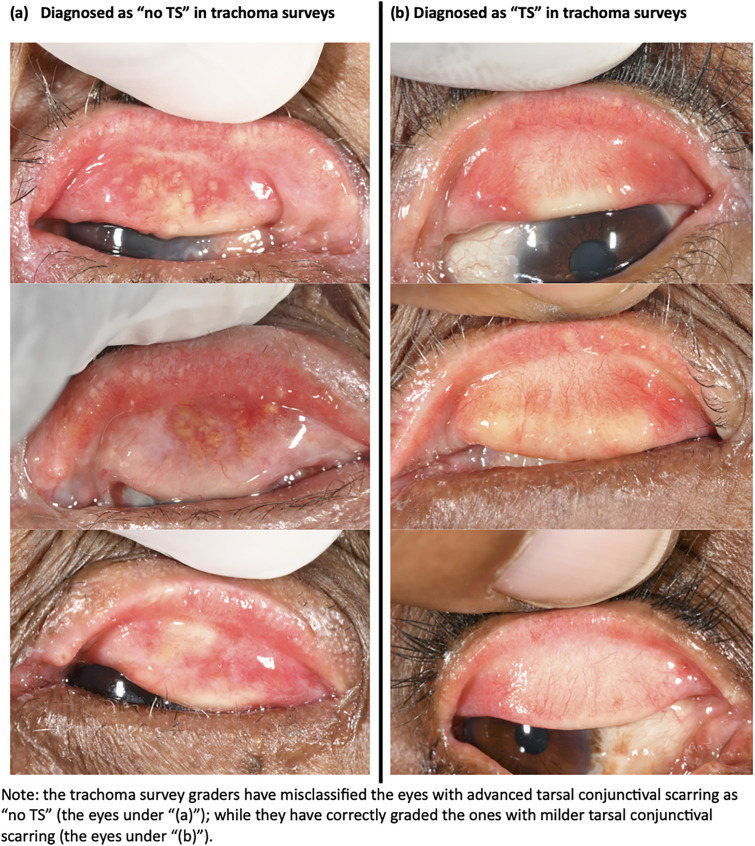 (a) Diagnosed as “no TS” in trachoma surveys
(b) Diagnosed as “TS” in trachoma surveys
Note: the trachoma survey graders have misclassified the eyes with advanced tarsal conjunctival scarring as
“no TS” (the eyes under “(a)”); while they have correctly graded the ones with milder tarsal conjunctival
scarring (the eyes under “(b)”).